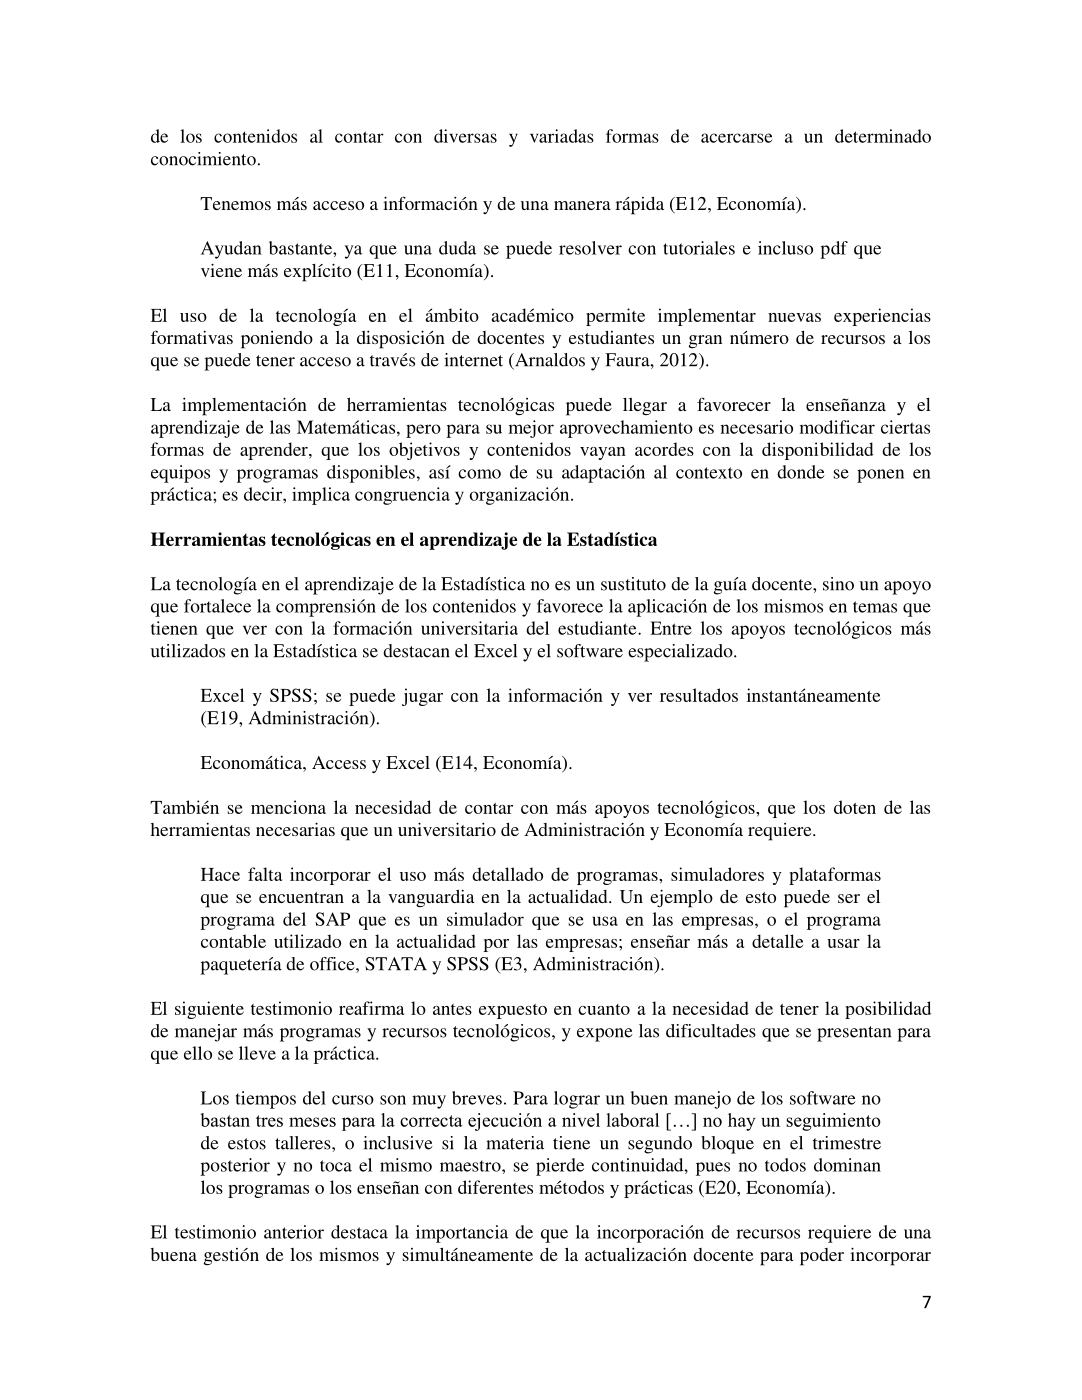 de los contenidos al contar con diversas y variadas formas de acercarse a un determinado
conocimiento.
Tenemos más acceso a información y de una manera rápida (E12, Economía).
Ayudan bastante, ya que una duda se puede resolver con tutoriales e incluso pdf que
viene más explícito (E11, Economía).
El uso de la tecnología en el ámbito académico permite implementar nuevas experiencias
formativas poniendo a la disposición de docentes y estudiantes un gran número de recursos a los
que se puede tener acceso a través de internet (Arnaldos y Faura, 2012).
La implementación de herramientas tecnológicas puede llegar a favorecer la enseñanza y el
aprendizaje de las Matemáticas, pero para su mejor aprovechamiento es necesario modificar ciertas
formas de aprender, que los objetivos y contenidos vayan acordes con la disponibilidad de los
equipos y programas disponibles, así como de su adaptación al contexto en donde se ponen en
práctica; es decir, implica congruencia y organización.
Herramientas tecnológicas en el aprendizaje de la Estadística
La tecnología en el aprendizaje de la Estadística no es un sustituto de la guía docente, sino un apoyo
que fortalece la comprensión de los contenidos y favorece la aplicación de los mismos en temas que
tienen que ver con la formación universitaria del estudiante. Entre los apoyos tecnológicos más
utilizados en la Estadística se destacan el Excel y el software especializado.
Excel y SPSS; se puede jugar con la información y ver resultados instantáneamente
(E19, Administración).
Economática, Access y Excel (E14, Economía).
También se menciona la necesidad de contar con más apoyos tecnológicos, que los doten de las
herramientas necesarias que un universitario de Administración y Economía requiere.
Hace falta incorporar el uso más detallado de programas, simuladores y plataformas
que se encuentran a la vanguardia en la actualidad. Un ejemplo de esto puede ser el
programa del SAP que es un simulador que se usa en las empresas, o el programa
contable utilizado en la actualidad por las empresas; enseñar más a detalle a usar la
paquetería de office, STATA y SPSS (E3, Administración).
El siguiente testimonio reafirma lo antes expuesto en cuanto a la necesidad de tener la posibilidad
de manejar más programas y recursos tecnológicos, y expone las dificultades que se presentan para
que ello se lleve a la práctica.
Los tiempos del curso son muy breves. Para lograr un buen manejo de los software no
bastan tres meses para la correcta ejecución a nivel laboral […] no hay un seguimiento
de estos talleres, o inclusive si la materia tiene un segundo bloque en el trimestre
posterior y no toca el mismo maestro, se pierde continuidad, pues no todos dominan
los programas o los enseñan con diferentes métodos y prácticas (E20, Economía).
El testimonio anterior destaca la importancia de que la incorporación de recursos requiere de una
buena gestión de los mismos y simultáneamente de la actualización docente para poder incorporar
7